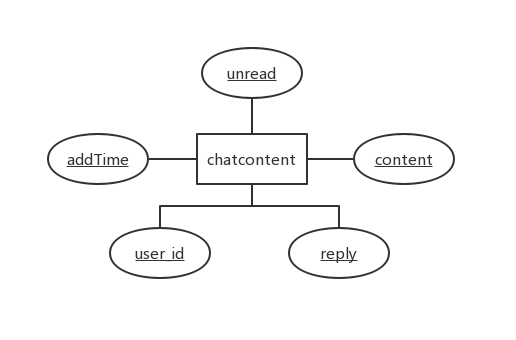 unread
addTime
chatcontent
content
user_id
reply